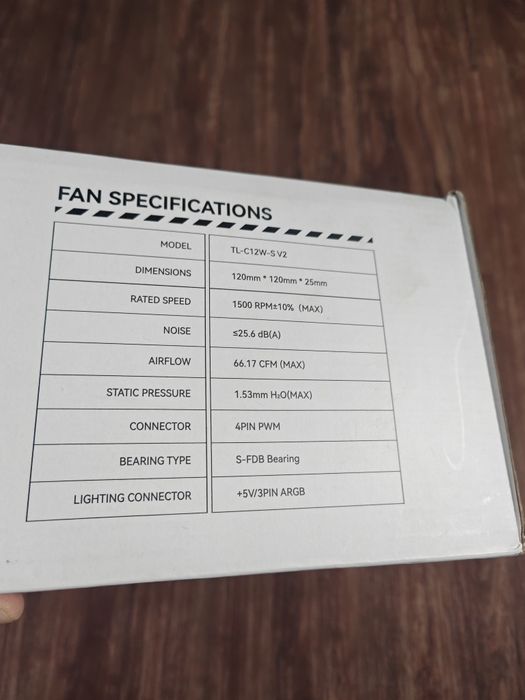 FAN SPECIFICATIONS
MODEL TL-C12W-S V2
DIMENSIONS 120mm * 120mm * 25mm
RATED SPEED 1500 RPM±10% (MAX)
NOISE ≤25.6 dB(A)
AIRFLOW 66.17 CFM (MAX)
STATIC PRESSURE 1.53mm H₂O(MAX)
CONNECTOR 4PIN PWM
BEARING TYPE S-FDB Bearing
LIGHTING CONNECTOR +5V/3PIN ARGB